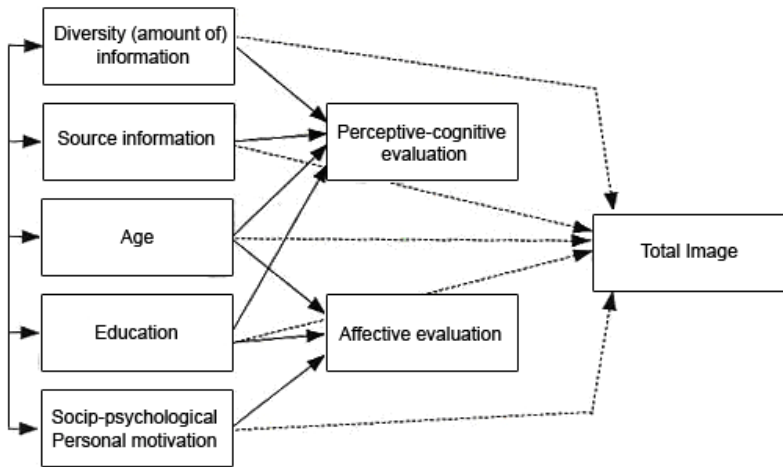 Diversity (amount of)
information
Source information
Perceptive-cognitive
evaluation
Age
Total Image
Education
Affective evaluation
Socip-psychological
Personal motivation